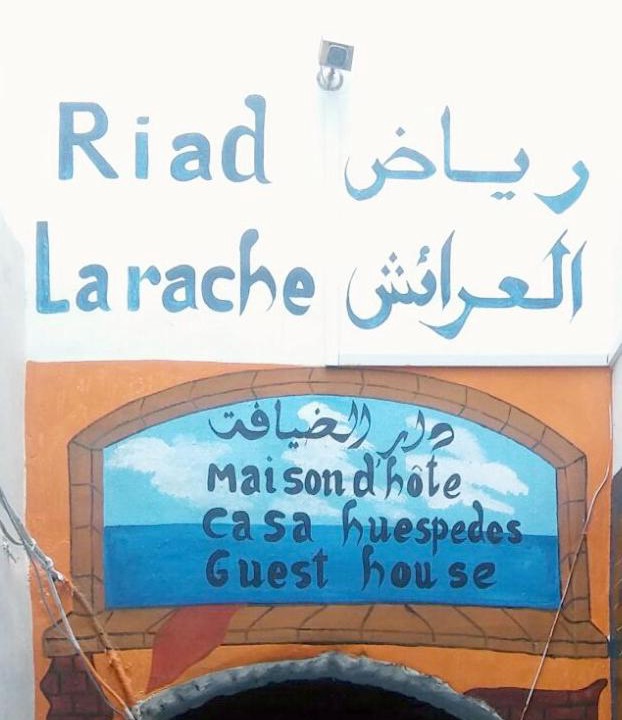 Riad رياض
Larache العرائش
دار الضيافة
Maison d'hôte
Casa huespedes
Guest house